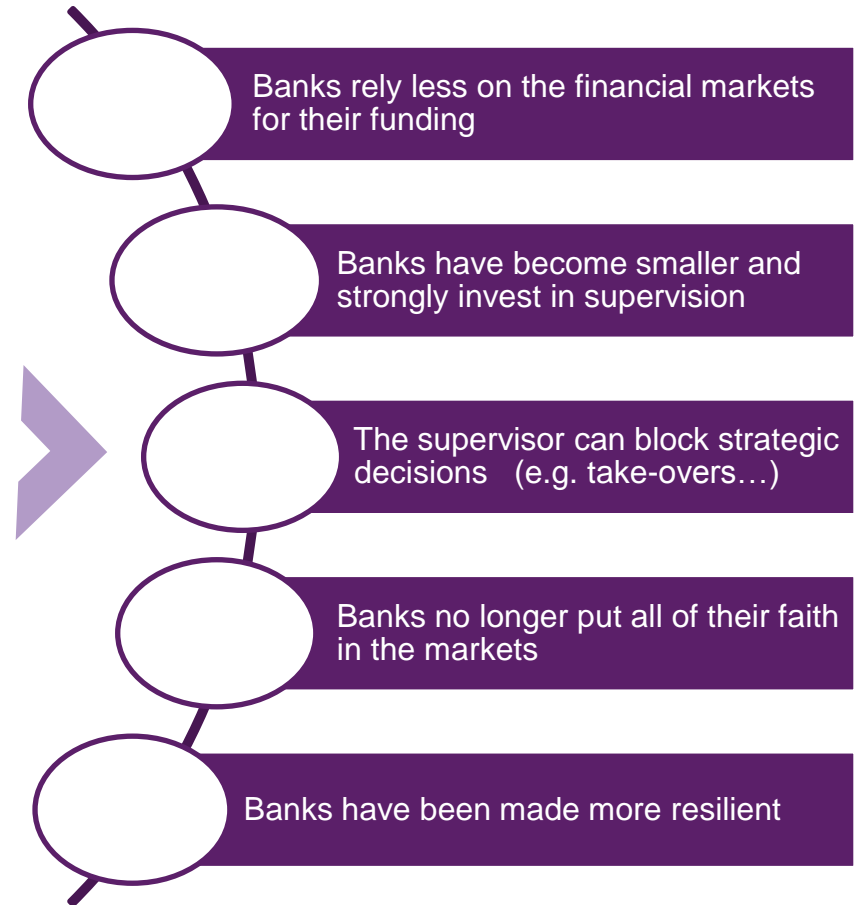 Banks rely less on the financial markets
for their funding
Banks have become smaller and
strongly invest in supervision
The supervisor can block strategic
decisions (e.g. take-overs…)
Banks no longer put all of their faith
in the markets
Banks have been made more resilient